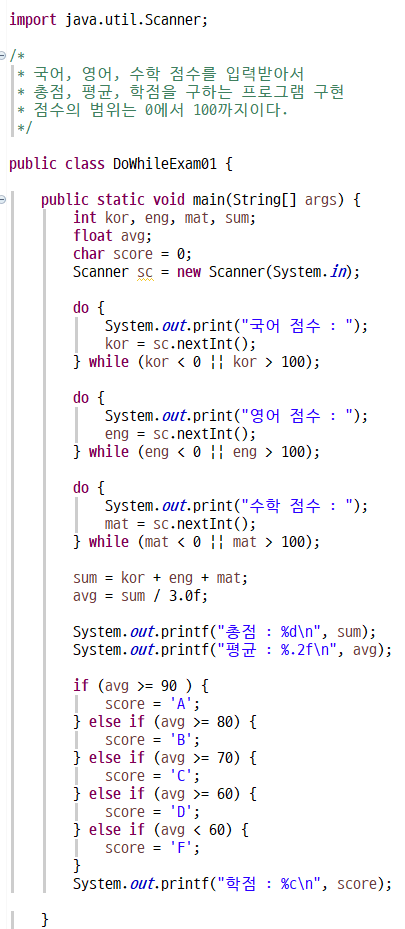 import java.util.Scanner;
/*
* 국어, 영어, 수학 점수를 입력받아서
* 총점, 평균, 학점을 구하는 프로그램 구현
* 점수의 범위는 0에서 100까지이다.
*/
public class DoWhileExam01 {
public static void main(String[] args) {
int kor, eng, mat, sum;
float avg;
char score = 0;
Scanner sc = new Scanner(System.in);
do {
System.out.print("국어 점수 : ");
kor = sc.nextInt();
} while (kor < 0 || kor > 100);
do {
System.out.print("영어 점수 : ");
eng = sc.nextInt();
} while (eng < 0 || eng > 100);
do {
System.out.print("수학 점수 : ");
mat = sc.nextInt();
} while (mat < 0 || mat > 100);
sum = kor + eng + mat;
avg = sum / 3.0f;
System.out.printf("총점 : %d\n", sum);
System.out.printf("평균 : %.2f\n", avg);
if (avg >= 90 ) {
score = 'A';
} else if (avg >= 80) {
score = 'B';
} else if (avg >= 70) {
score = 'C';
} else if (avg >= 60) {
score = 'D';
} else if (avg < 60) {
score = 'F';
}
System.out.printf("학점 : %c\n", score);
}